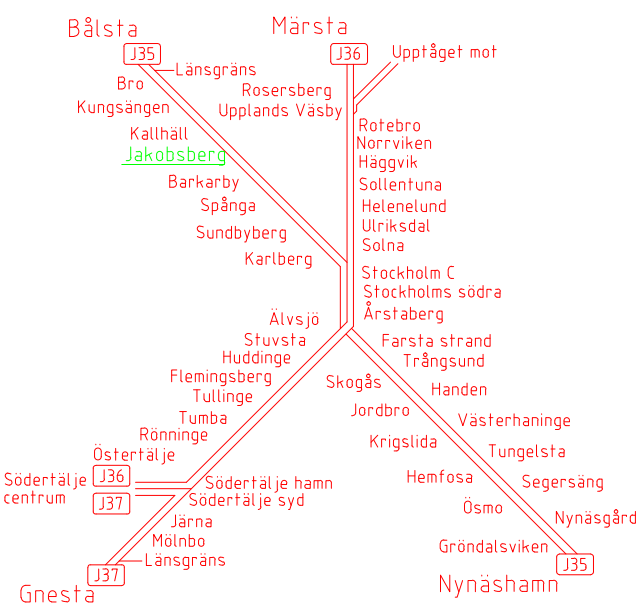 Bålsta
J35
Länsgräns
Bro
Kungsängen
Kallhäll
Jakobsberg
Barkarby
Spånga
Sundbyberg
Karlberg
Märsta
J36
Upptåget mot
Rosersberg
Upplands Väsby
Rotebro
Norrviken
Häggvik
Sollentuna
Helenelund
Ulriksdal
Solna
Stockholm C
Stockholms södra
Årstaberg
Älvsjö
Stuvsta
Huddinge
Flemingsberg
Tullinge
Tumba
Rönninge
Östertälje
Södertälje
centrum
J36
J37
Södertälje hamn
Södertälje syd
Järna
Mölnbo
Länsgräns
J37
Gnesta
Farsta strand
Trångsund
Skogås
Handen
Jordbro
Västerhaninge
Krigslida
Tungelsta
Hemfosa
Segersäng
Ösmo
Nynäsgård
Gröndalsviken
J35
Nynäshamn